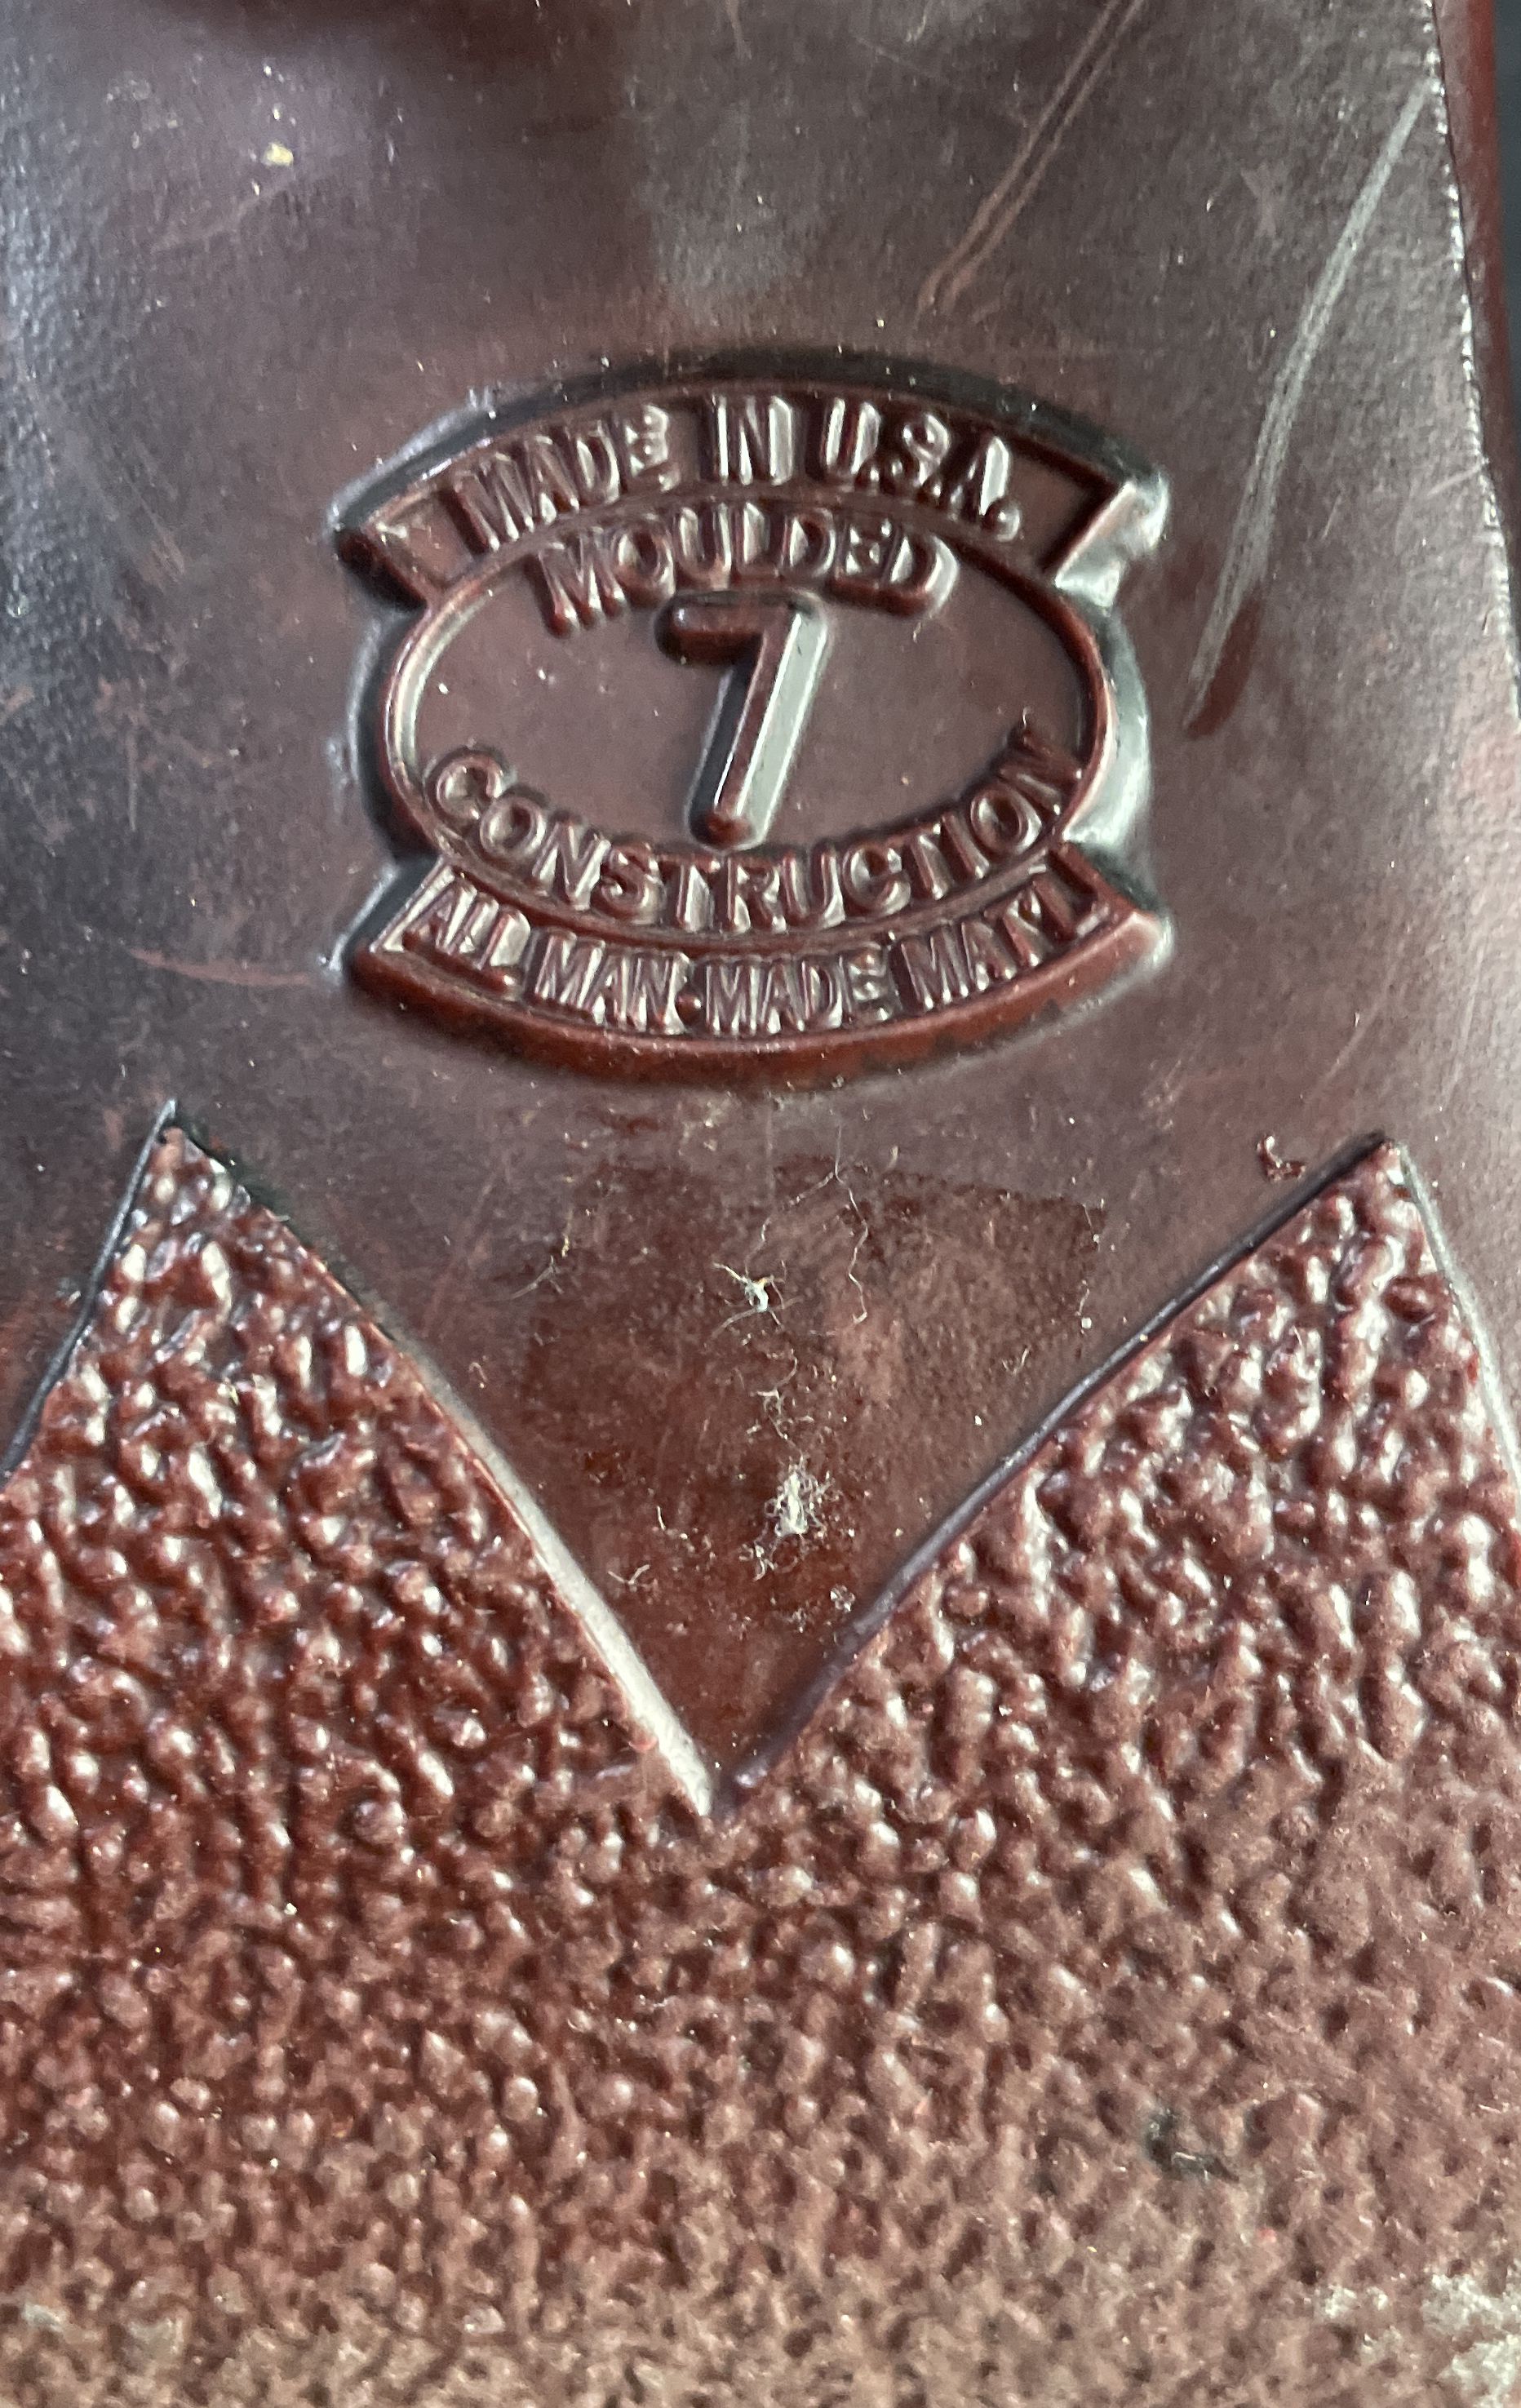 MADE IN U.S.A.
MOULDED
7
CONSTRUCTION
ALL MAN-MADE MAT'L